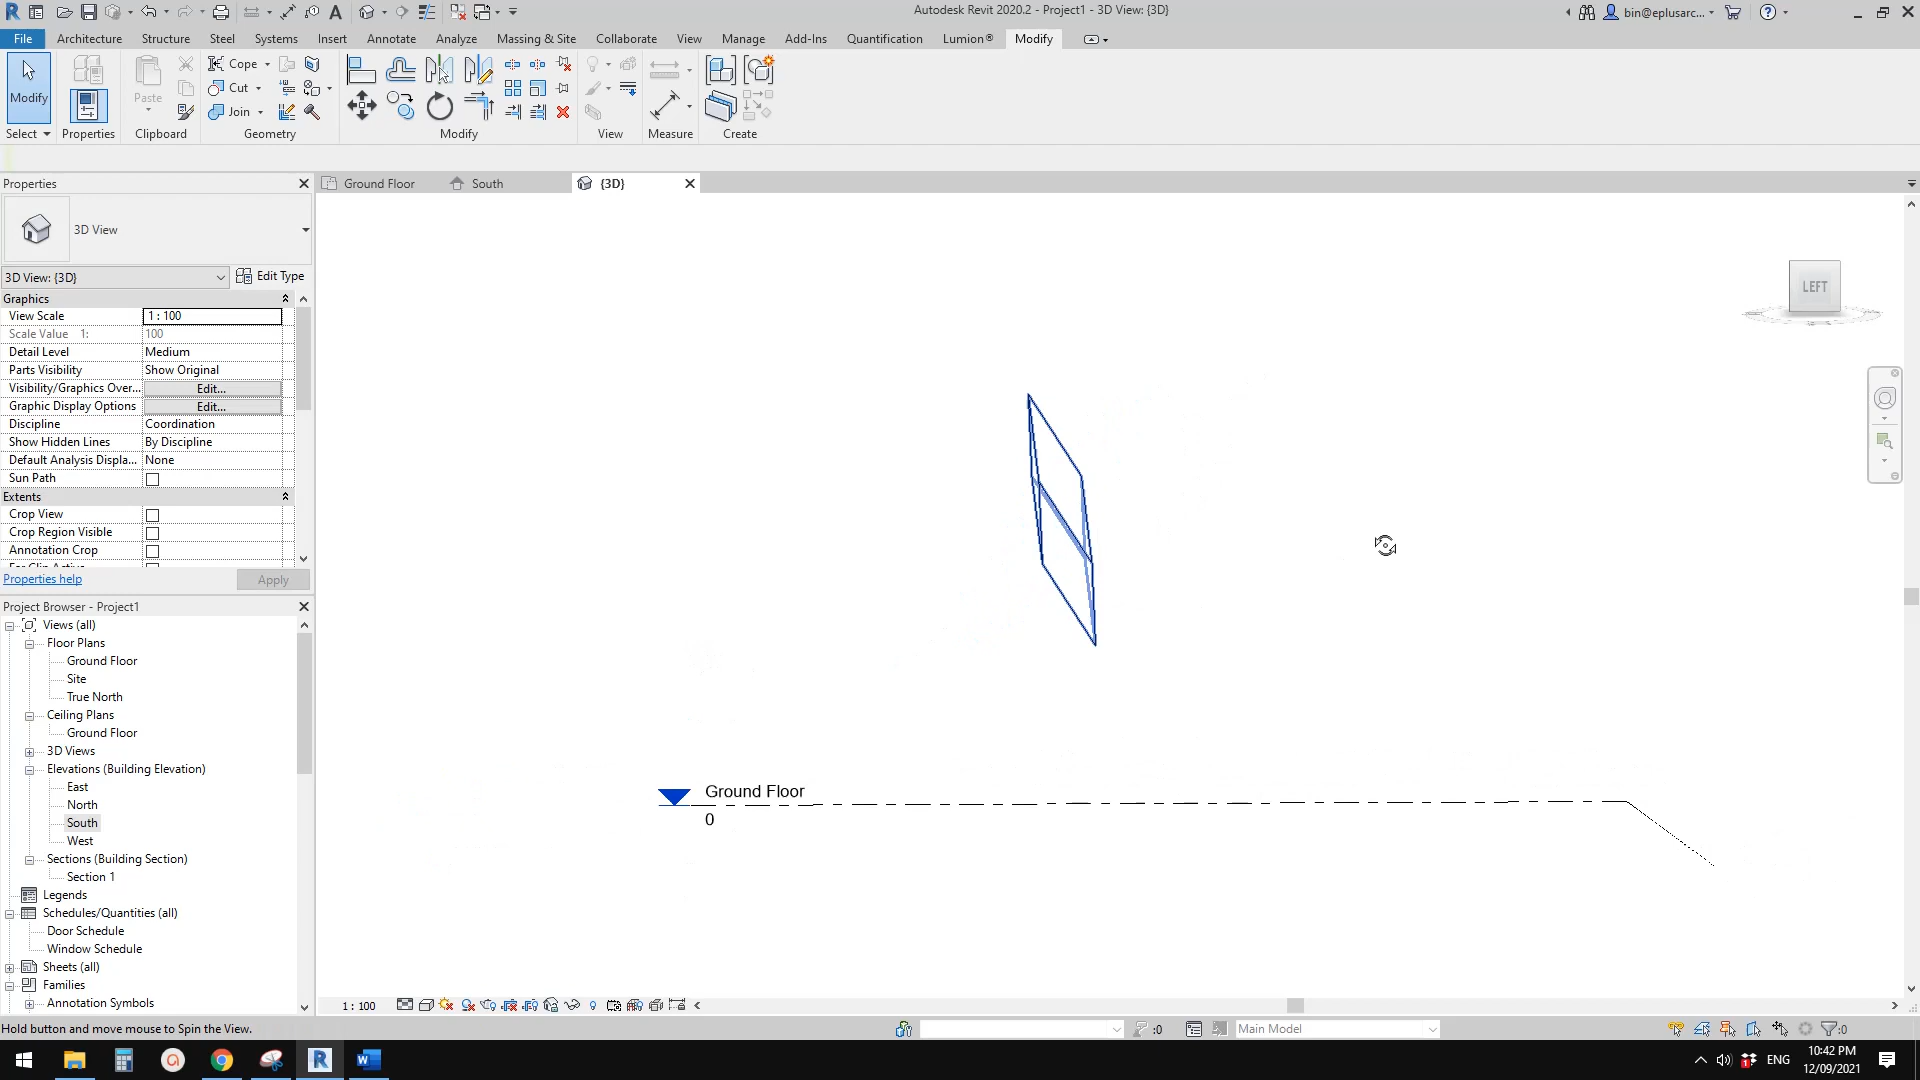 Autodesk Revit 2020.2 - Project1 - 3D View: {3D}
bin@eplusarc...
File Architecture Structure Steel Systems Insert Annotate Analyze Massing & Site Collaborate View Manage Add-Ins Quantification Lumion® Modify
Modify
Paste
Cope
Cut
Join
Select Properties Clipboard Geometry Modify View Measure Create
Properties
Ground Floor
South
{3D}
3D View
3D View: {3D}
Edit Type
Graphics
View Scale 1 : 100
Scale Value 1: 100
Detail Level Medium
Parts Visibility Show Original
Visibility/Graphics Over... Edit...
Graphic Display Options Edit...
Discipline Coordination
Show Hidden Lines By Discipline
Default Analysis Displa... None
Sun Path
Extents
Crop View
Crop Region Visible
Annotation Crop
Properties help
Apply
LEFT
Ground Floor
0
Project Browser - Project1
Views (all)
Floor Plans
Ground Floor
Site
True North
Ceiling Plans
Ground Floor
3D Views
Elevations (Building Elevation)
East
North
South
West
Sections (Building Section)
Section 1
Legends
Schedules/Quantities (all)
Door Schedule
Window Schedule
Sheets (all)
Families
Annotation Symbols
1 : 100
Hold button and move mouse to Spin the View.
:0
Main Model
:0
ENG
10:42 PM
12/09/2021